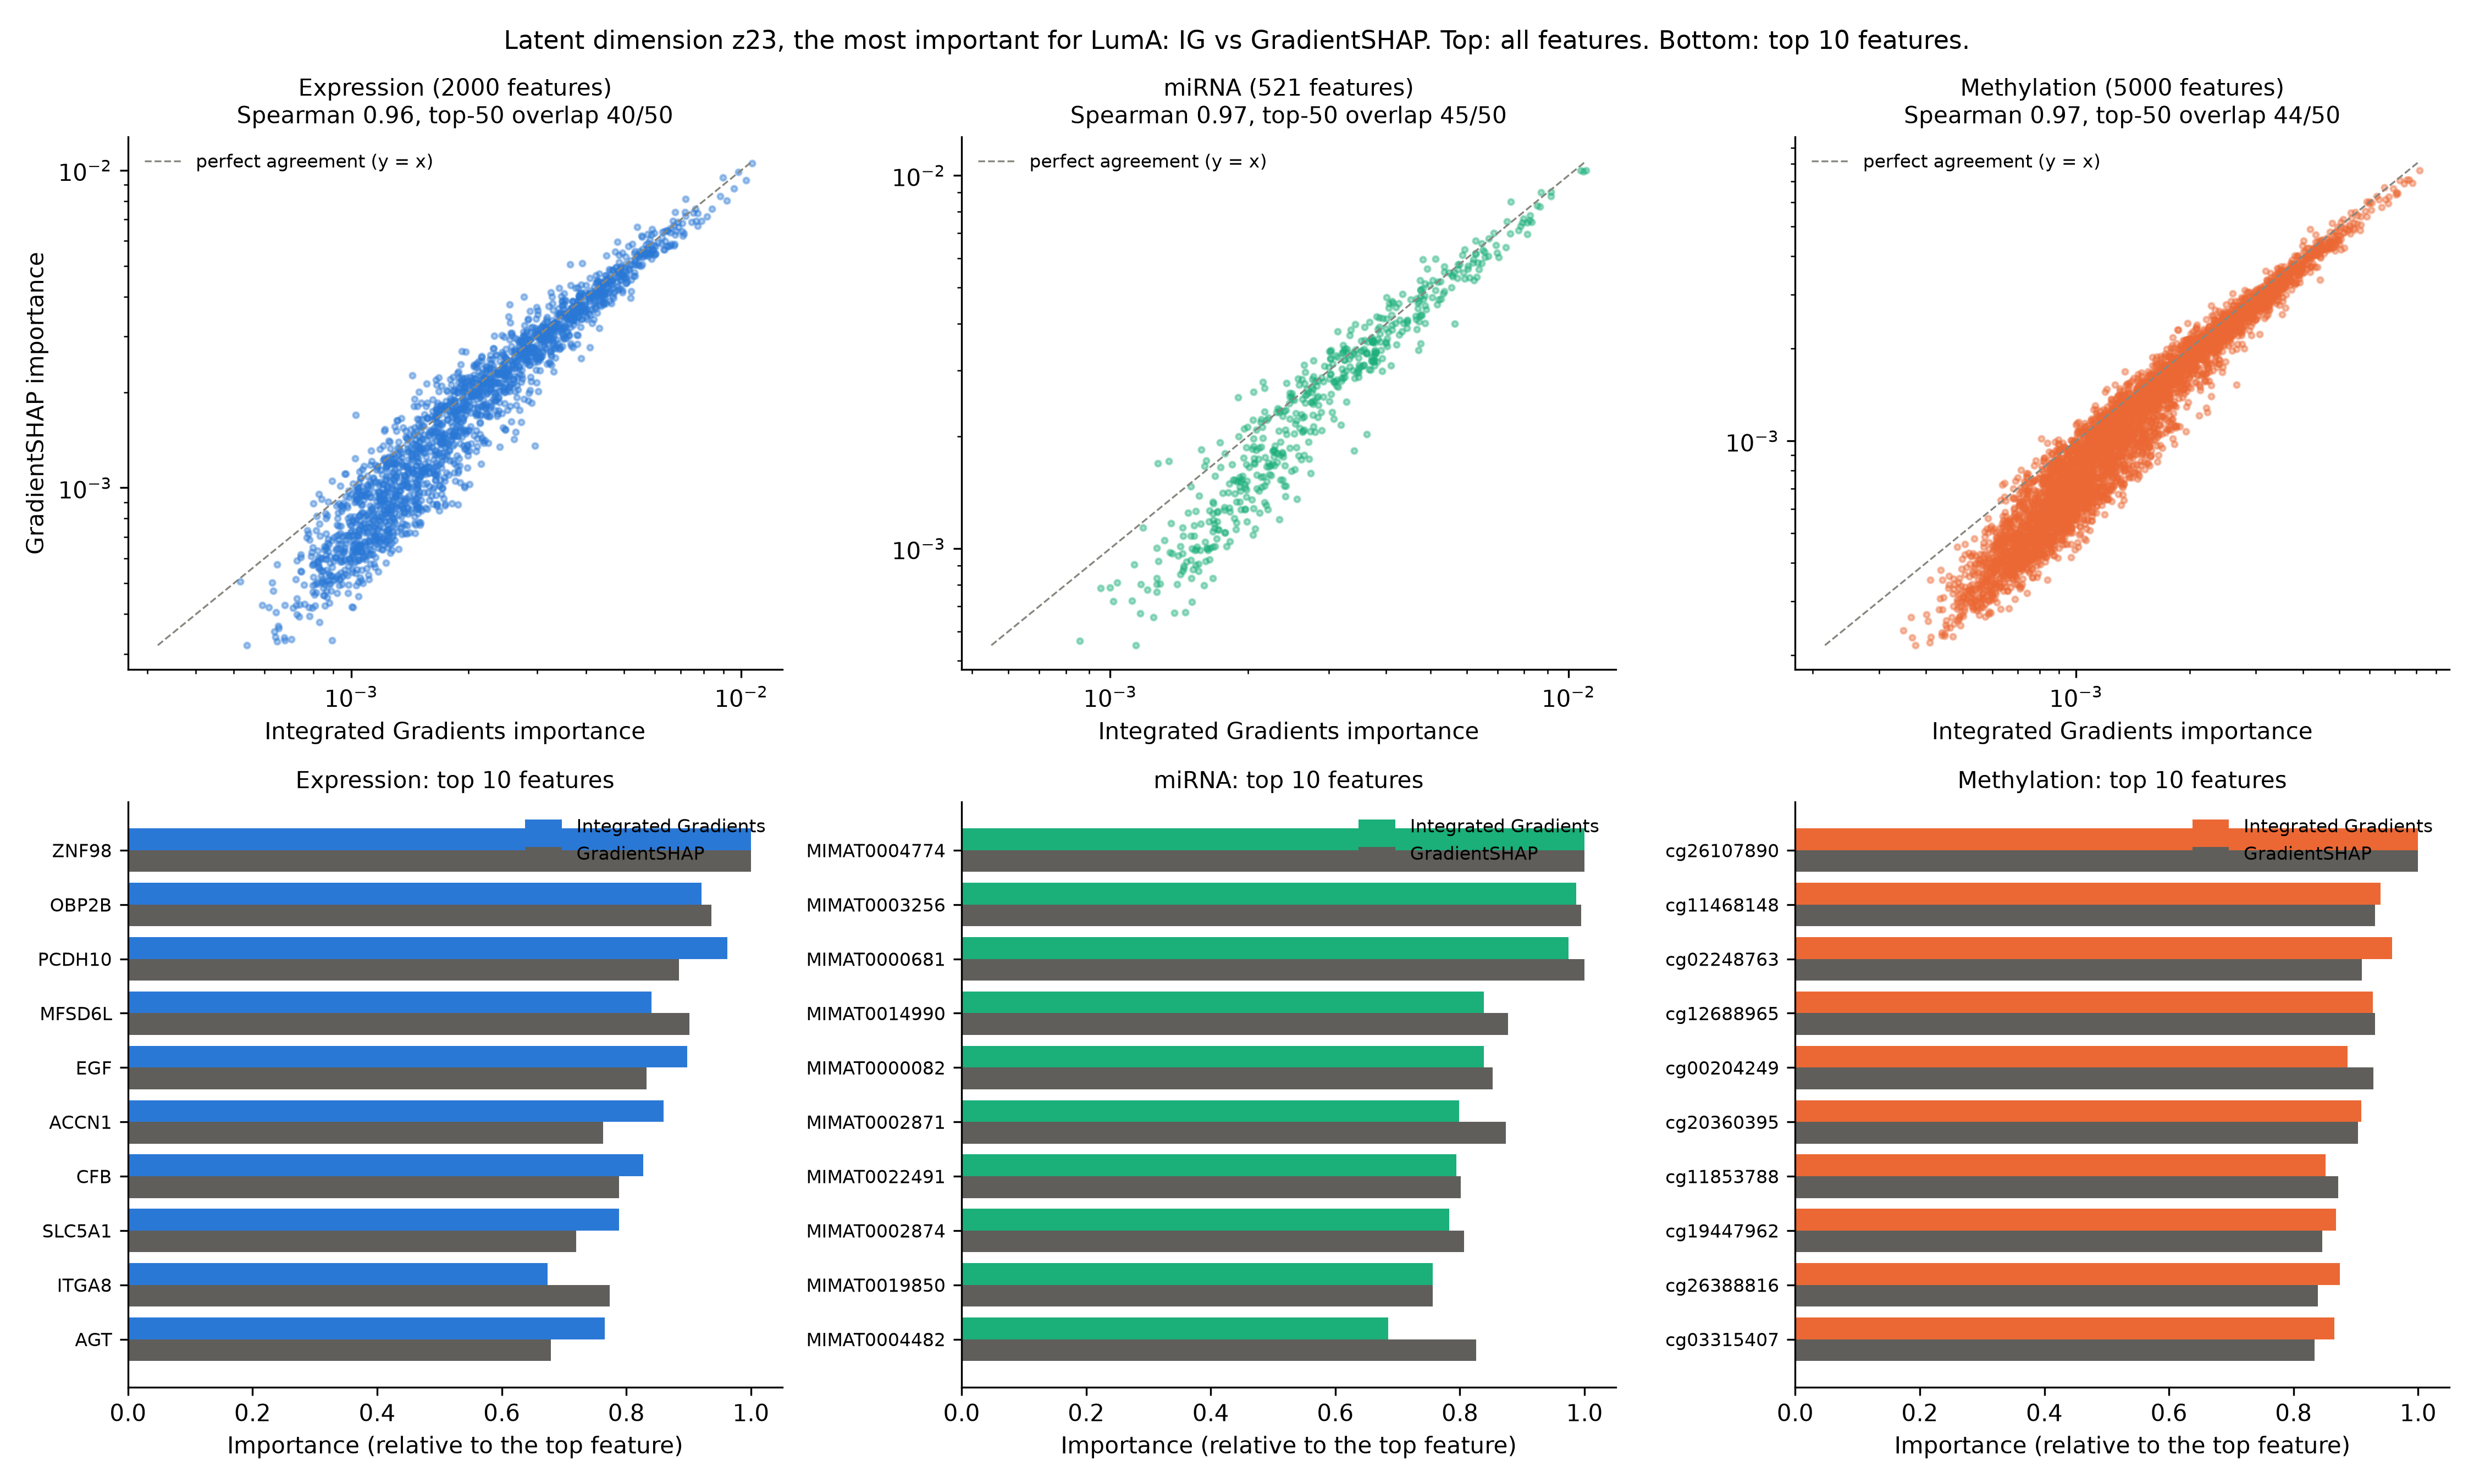 Latent dimension z23, the most important for LumA: IG vs GradientSHAP. Top: all features. Bottom: top 10 features.
Expression (2000 features)
Spearman 0.96, top-50 overlap 40/50
perfect agreement (y = x)
GradientSHAP importance
10⁻²
10⁻³
10⁻³
10⁻²
Integrated Gradients importance
miRNA (521 features)
Spearman 0.97, top-50 overlap 45/50
perfect agreement (y = x)
10⁻²
10⁻³
10⁻³
10⁻²
Integrated Gradients importance
Methylation (5000 features)
Spearman 0.97, top-50 overlap 44/50
perfect agreement (y = x)
10⁻³
10⁻³
Integrated Gradients importance
Expression: top 10 features
Integrated Gradients
GradientSHAP
ZNF98
OBP2B
PCDH10
MFSD6L
EGF
ACCN1
CFB
SLC5A1
ITGA8
AGT
0.0 0.2 0.4 0.6 0.8 1.0
Importance (relative to the top feature)
miRNA: top 10 features
Integrated Gradients
GradientSHAP
MIMAT0004774
MIMAT0003256
MIMAT0000681
MIMAT0014990
MIMAT0000082
MIMAT0002871
MIMAT0022491
MIMAT0002874
MIMAT0019850
MIMAT0004482
0.0 0.2 0.4 0.6 0.8 1.0
Importance (relative to the top feature)
Methylation: top 10 features
Integrated Gradients
GradientSHAP
cg26107890
cg11468148
cg02248763
cg12688965
cg00204249
cg20360395
cg11853788
cg19447962
cg26388816
cg03315407
0.0 0.2 0.4 0.6 0.8 1.0
Importance (relative to the top feature)